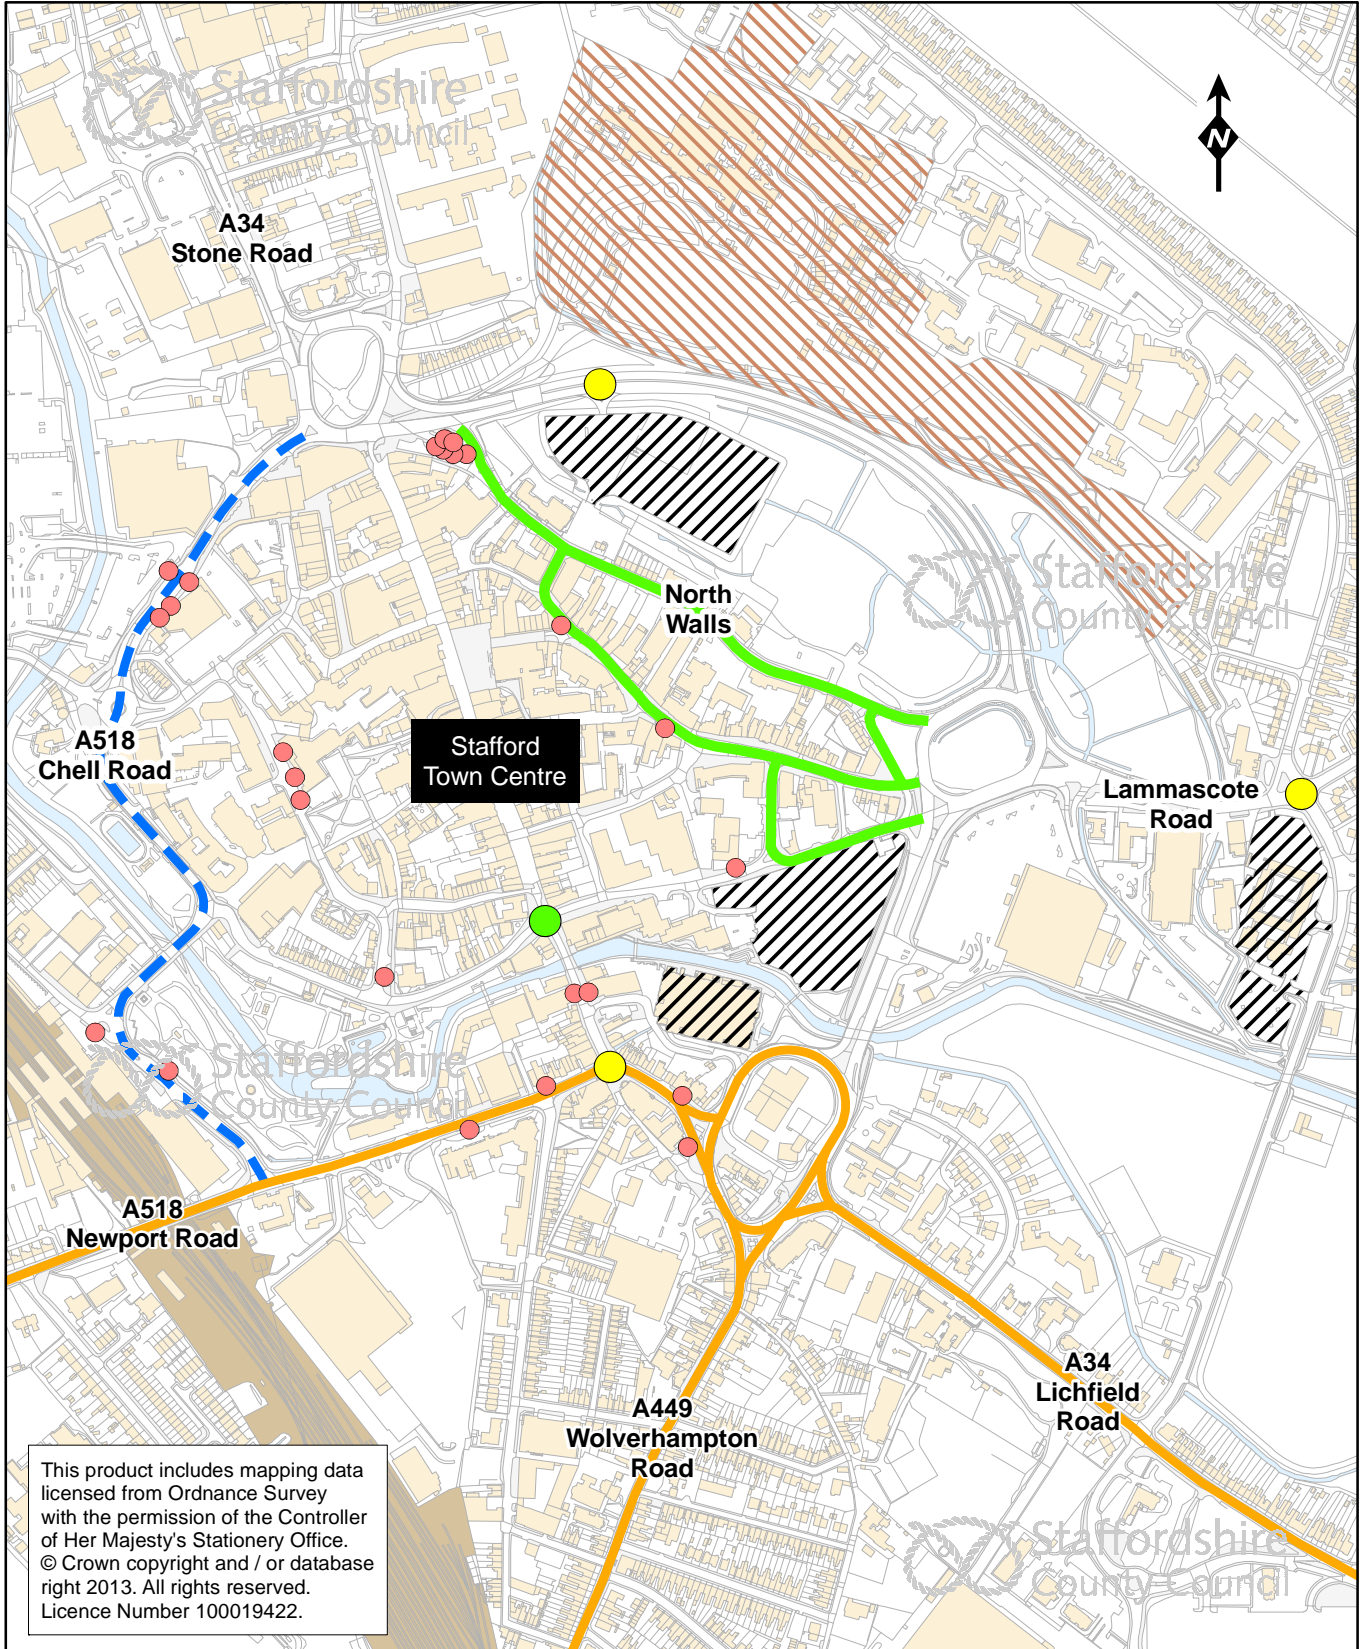 Staffordshire
County Council
N
A34
Stone Road
North
Walls
Staffordshire
County Council
Stafford
Town Centre
A518
Chell Road
Lammascote
Road
Staffordshire
County Council
A518
Newport Road
A34
Lichfield
Road
A449
Wolverhampton
Road
This product includes mapping data
licensed from Ordnance Survey
with the permission of the Controller
of Her Majesty's Stationery Office.
© Crown copyright and / or database
right 2013. All rights reserved.
Licence Number 100019422.
Staffordshire
County Council